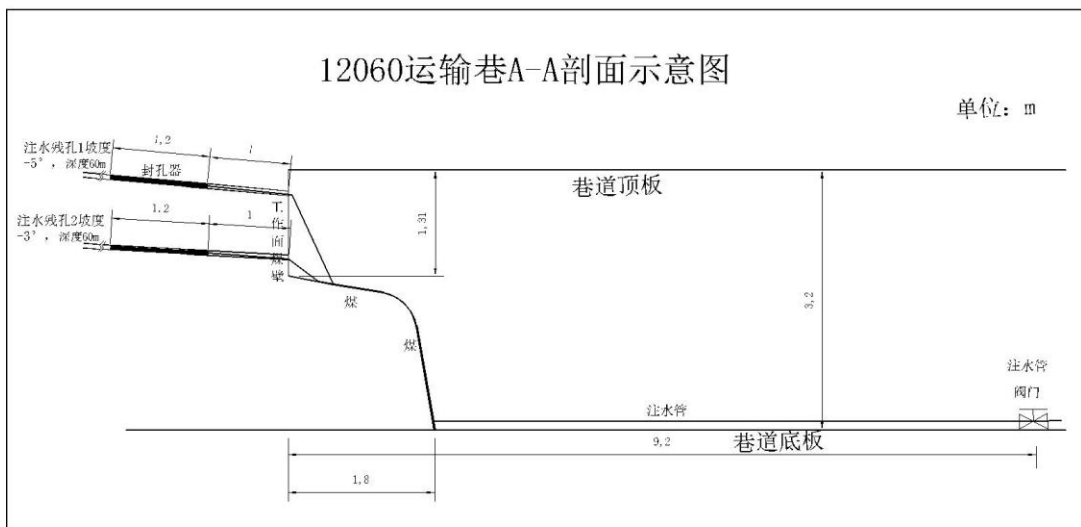 12060运输巷A-A剖面示意图
单位：m
注水残孔1坡度
-5°，深度60m
1,2
1
封孔器
巷道顶板
注水残孔2坡度
-3°，深度60m
1,2
1
工作面煤壁
1,31
煤
煤
3,2
注水管
阀门
注水管
巷道底板
9,2
1,8